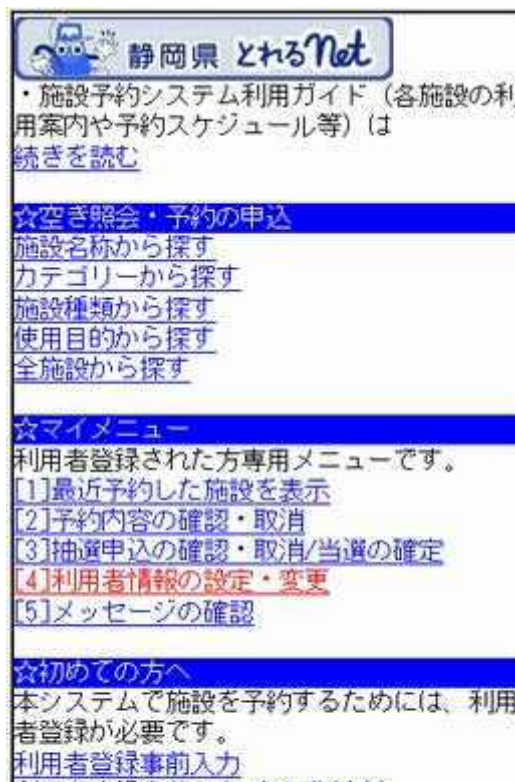 静岡県 とれるNet
・施設予約システム利用ガイド（各施設の利
用案内や予約スケジュール等）は
続きを読む
☆空き照会・予約の申込
施設名称から探す
カテゴリーから探す
施設種類から探す
使用目的から探す
全施設から探す
☆マイメニュー
利用者登録された方専用メニューです。
[1]最近予約した施設を表示
[2]予約内容の確認・取消
[3]抽選申込の確認・取消/当選の確定
[4]利用者情報の設定・変更
[5]メッセージの確認
☆初めての方へ
本システムで施設を予約するためには、利用
者登録が必要です。
利用者登録事前入力